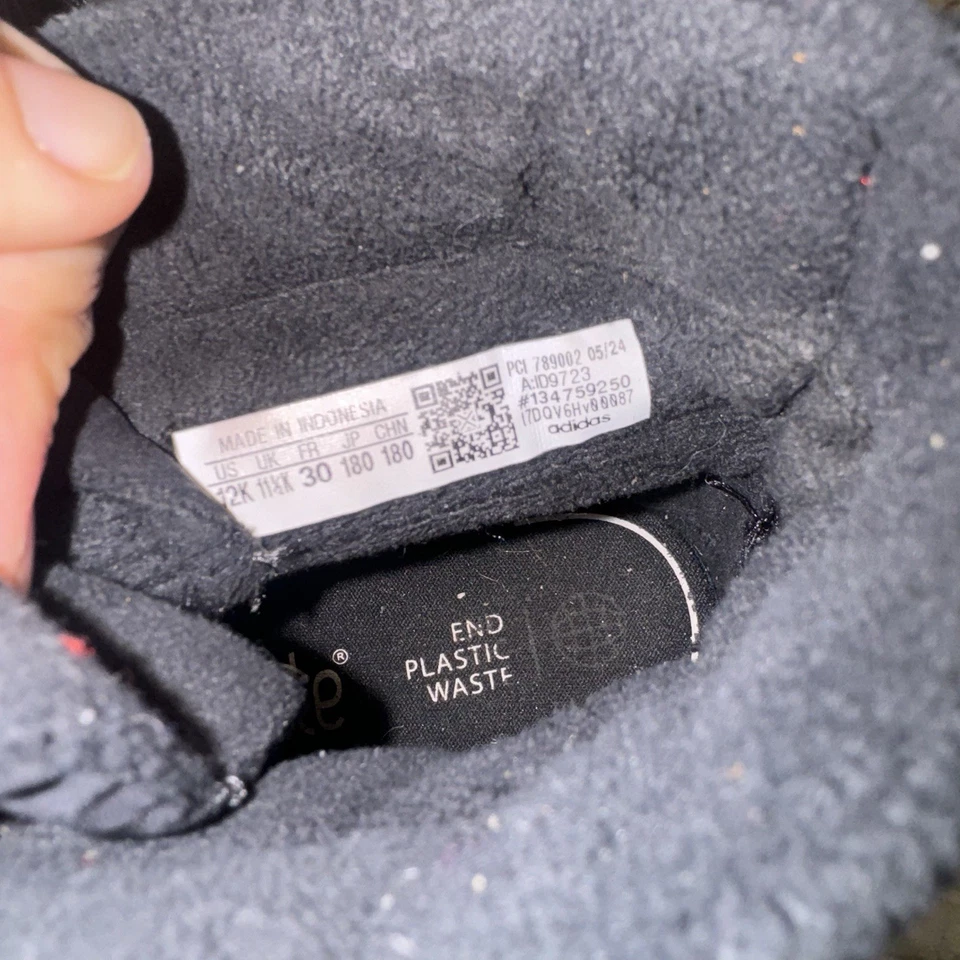 MADE IN INDONESIA
US UK FR JP CHN
12K 11½K 30 180 180
PCI 789002 05/24
A:ID9723
#134759250
adidas
®
END
PLASTIC
WASTE